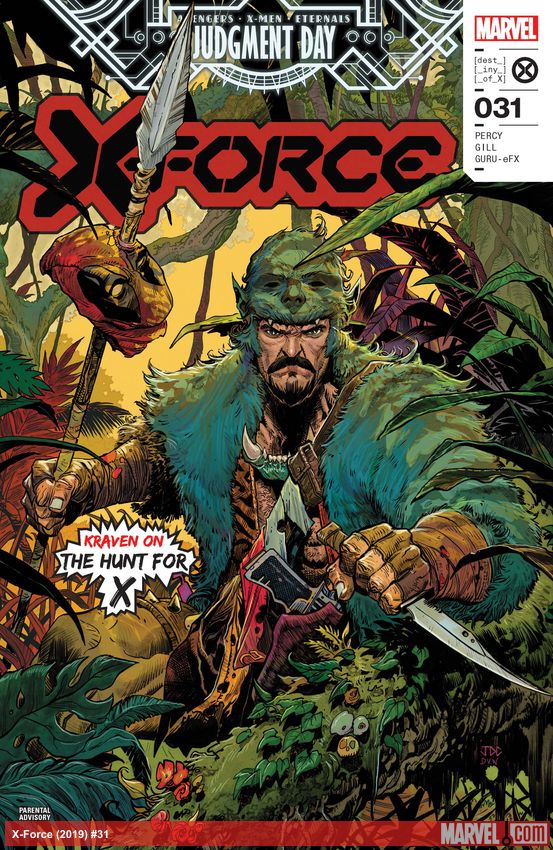 AVENGERS • X-MEN • ETERNALS
JUDGMENT DAY
MARVEL
[dest_]
[_iny_]
[_of_X]
031
PERCY
GILL
GURU-eFX
X-FORCE
KRAVEN ON
THE HUNT FOR
X
JDC
PARENTAL
ADVISORY
X-Force (2019) #31
MARVEL.com